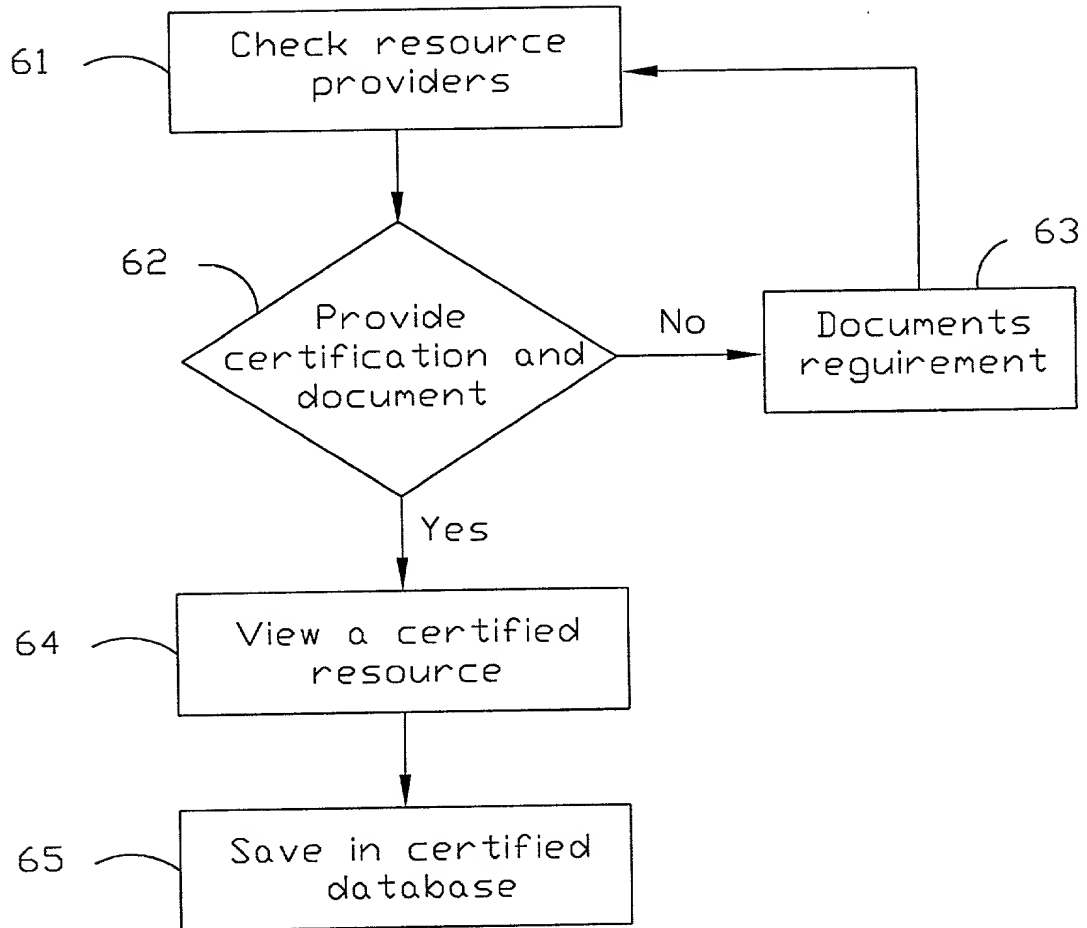 61
Check resource
providers
62
Provide
certification and
document
No
63
Documents
reguirement
Yes
64
View a certified
resource
65
Save in certified
database